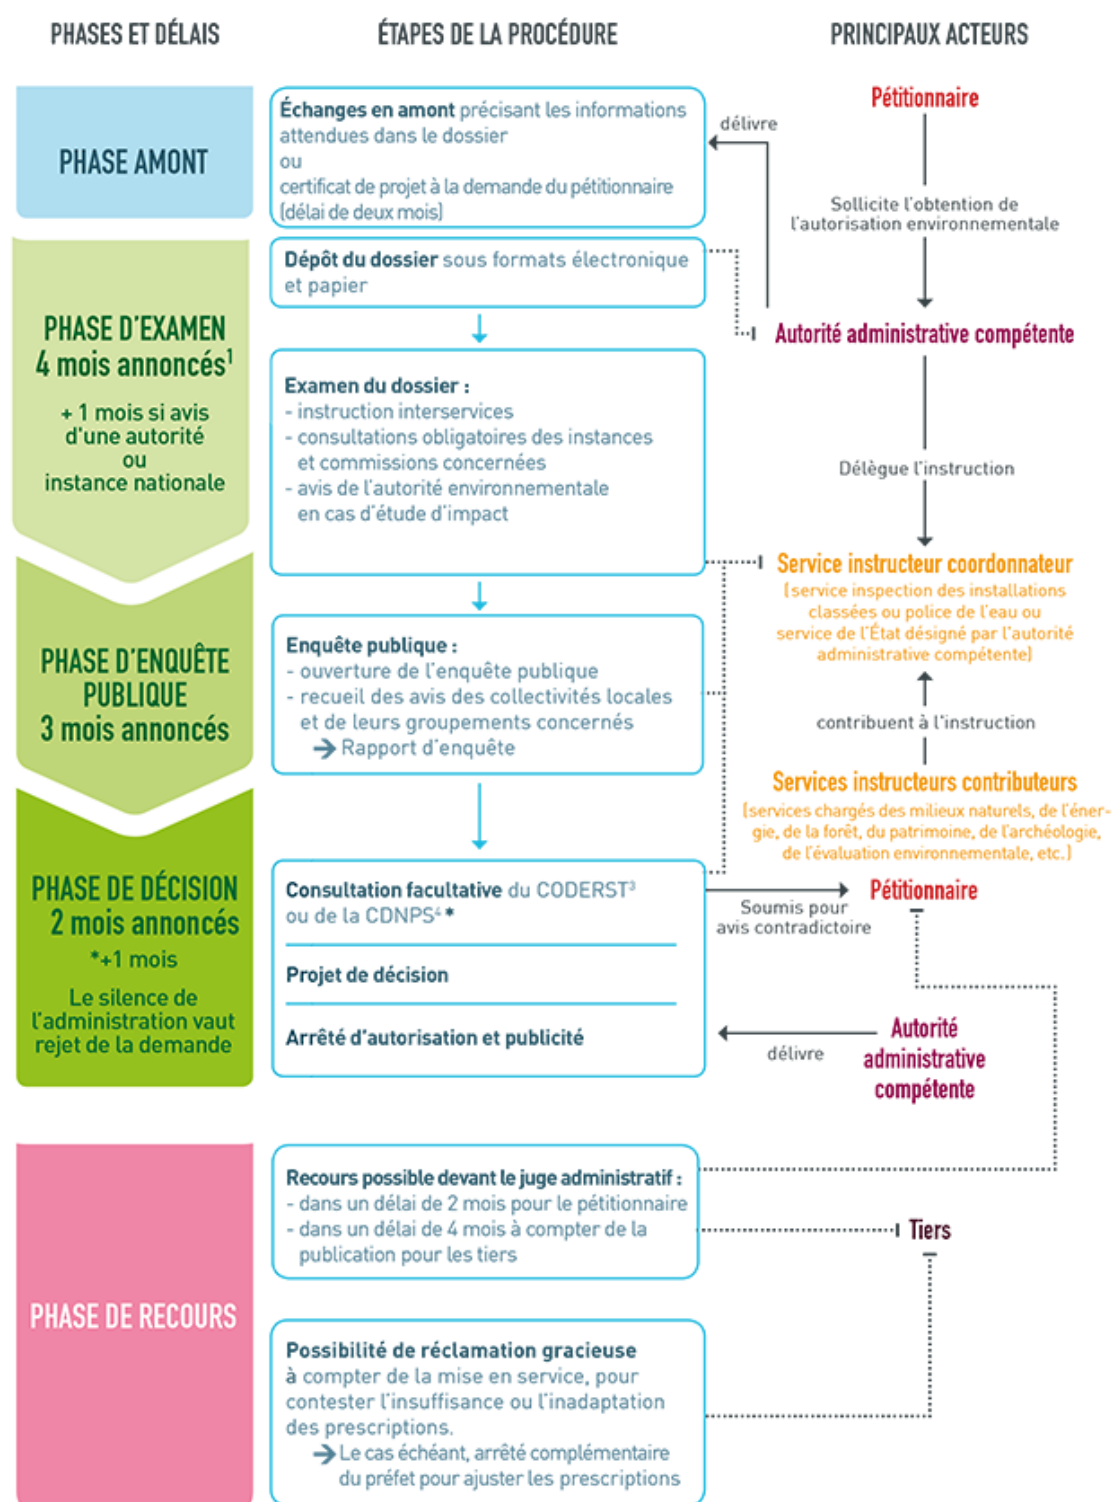 PHASES ET DÉLAIS
ÉTAPES DE LA PROCÉDURE
PRINCIPAUX ACTEURS
PHASE AMONT
Échanges en amont précisant les informations
attendues dans le dossier
ou
certificat de projet à la demande du pétitionnaire
(délai de deux mois)
délivre
Pétitionnaire
Sollicite l'obtention de
l'autorisation environnementale
PHASE D'EXAMEN
4 mois annoncés¹
+ 1 mois si avis
d'une autorité
ou
instance nationale
Dépôt du dossier sous formats électronique
et papier
Autorité administrative compétente
Examen du dossier :
- instruction interservices
- consultations obligatoires des instances
et commissions concernées
- avis de l'autorité environnementale
en cas d'étude d'impact
Délègue l'instruction
Service instructeur coordonnateur
(service inspection des installations
classées ou police de l'eau ou
service de l'État désigné par l'autorité
administrative compétente)
PHASE D'ENQUÊTE
PUBLIQUE
3 mois annoncés
Enquête publique :
- ouverture de l'enquête publique
- recueil des avis des collectivités locales
et de leurs groupements concernés
→ Rapport d'enquête
contribuent à l'instruction
Services instructeurs contributeurs
(services chargés des milieux naturels, de l'éner-
gie, de la forêt, du patrimoine, de l'archéologie,
de l'évaluation environnementale, etc.)
PHASE DE DÉCISION
2 mois annoncés
*+1 mois
Le silence de
l'administration vaut
rejet de la demande
Consultation facultative du CODERST³
ou de la CDNPS⁴*
Projet de décision
Arrêté d'autorisation et publicité
Soumis pour
avis contradictoire
Pétitionnaire
délivre
Autorité
administrative
compétente
PHASE DE RECOURS
Recours possible devant le juge administratif :
- dans un délai de 2 mois pour le pétitionnaire
- dans un délai de 4 mois à compter de la
publication pour les tiers
Tiers
Possibilité de réclamation gracieuse
à compter de la mise en service, pour
contester l'insuffisance ou l'inadaptation
des prescriptions.
→ Le cas échéant, arrêté complémentaire
du préfet pour ajuster les prescriptions